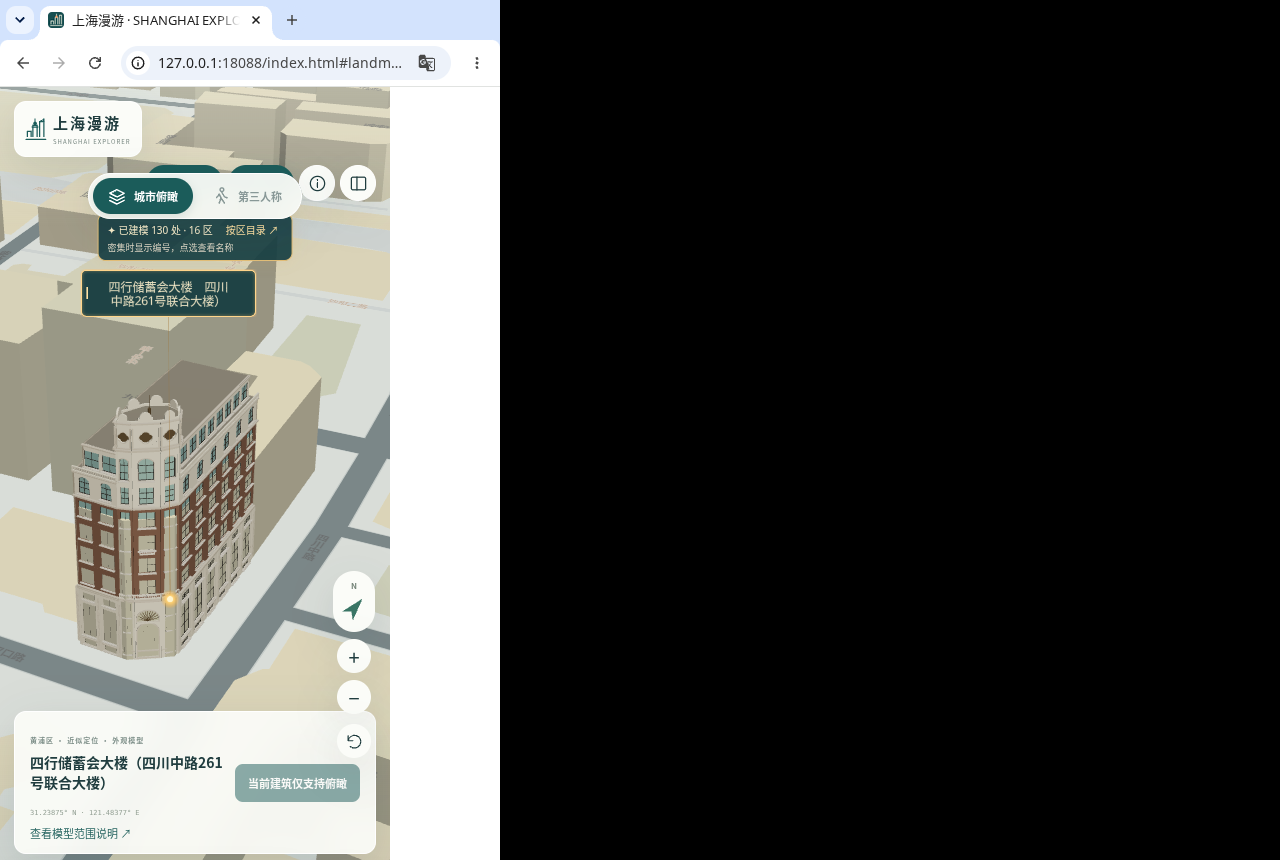 上海漫游 · SHANGHAI EXPLO
127.0.0.1:18088/index.html#landm...
上海漫游
SHANGHAI EXPLORER
城市俯瞰
第三人称
✦ 已建模 130 处 · 16 区 按区目录 ↗
密集时显示编号，点选查看名称
四行储蓄会大楼 四川
中路261号联合大楼）
N
+
−
黄浦区 · 近似定位 · 外观模型
四行储蓄会大楼（四川中路261
号联合大楼）
当前建筑仅支持俯瞰
31.23875° N · 121.48377° E
查看模型范围说明 ↗